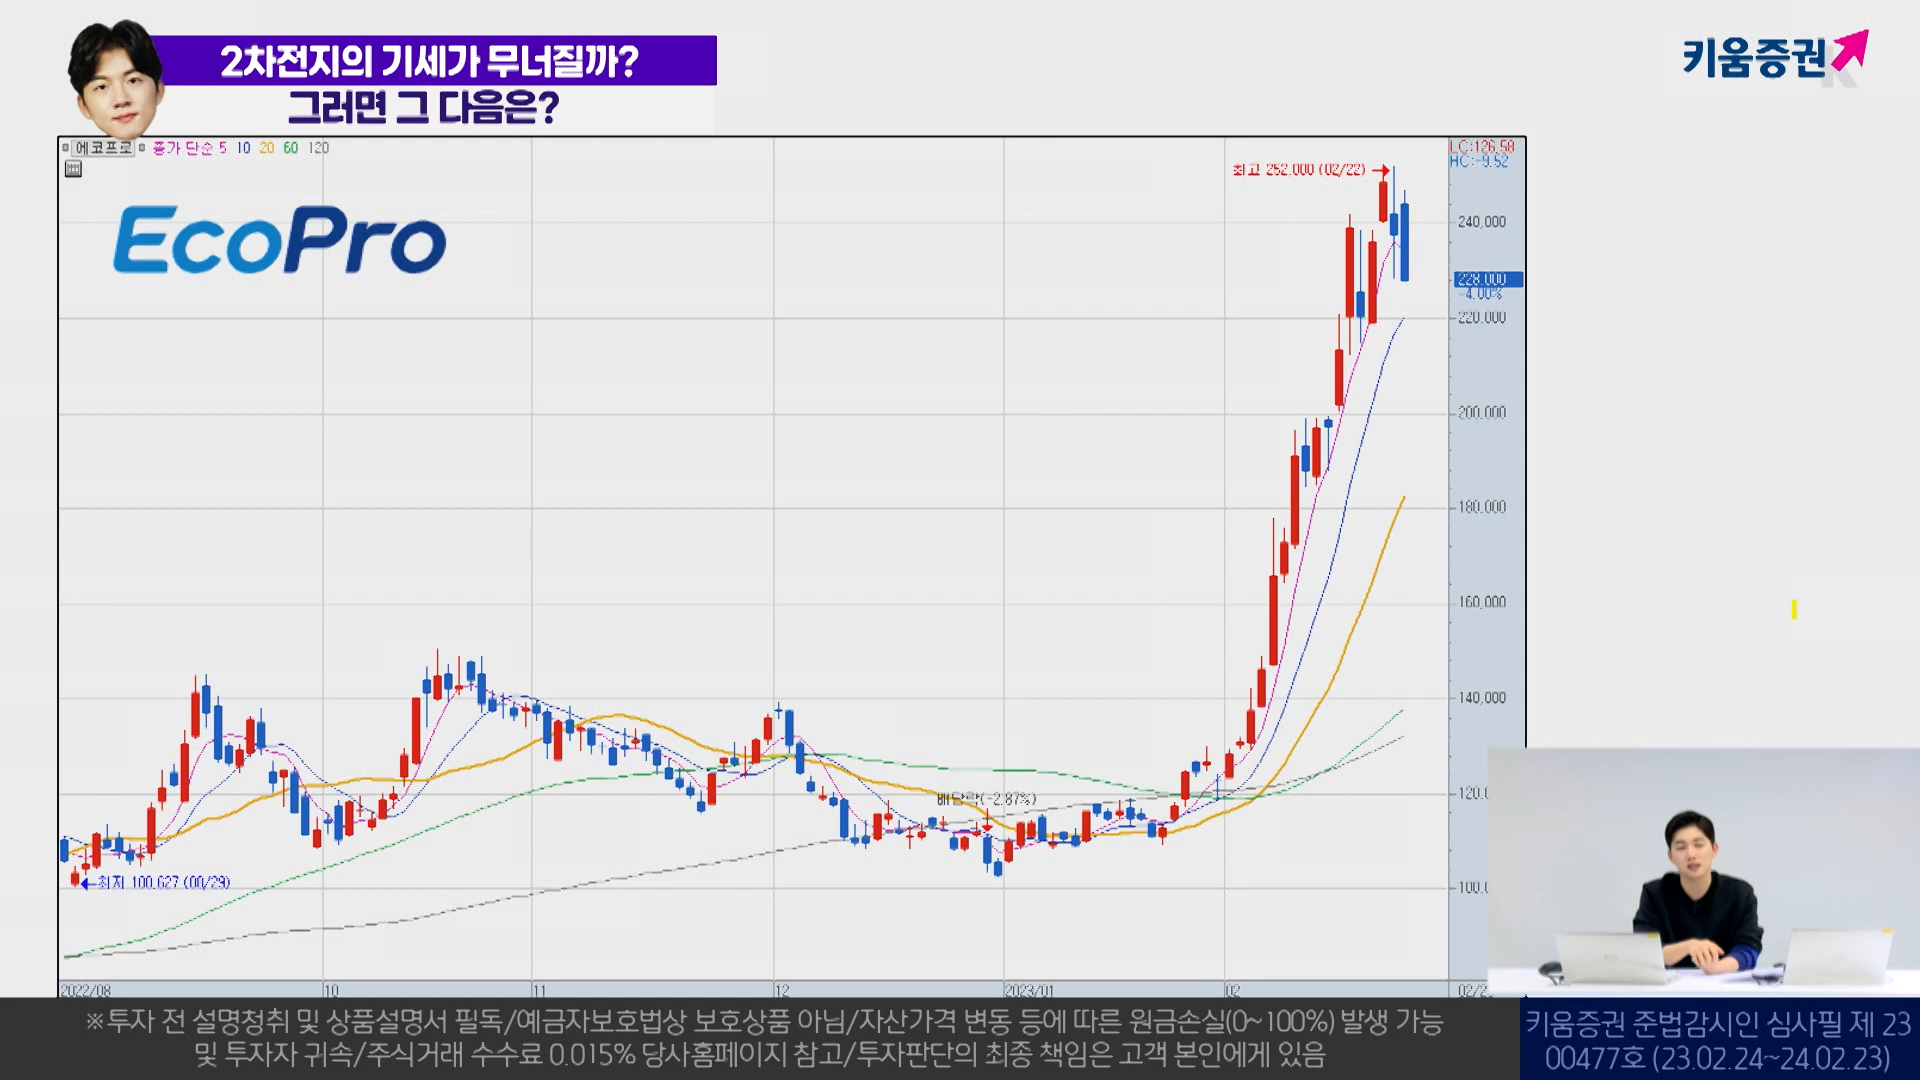 2차전지의 기세가 무너질까?
그러면 그 다음은?
키움증권
에코프로 종가 단순 5 10 20 60 120
LC:126.58
HC:-9.52
최고 252,000 (02/22)
EcoPro
240,000
228,000
-4.00%
220,000
200,000
180,000
160,000
140,000
배당락(-2.87%)
120,
100,
최저 100,627
2022/08
10
11
12
2023/01
02
※투자 전 설명청취 및 상품설명서 필독/예금자보호법상 보호상품 아님/자산가격 변동 등에 따른 원금손실(0~100%) 발생 가능
및 투자자 귀속/주식거래 수수료 0.015% 당사홈페이지 참고/투자판단의 최종 책임은 고객 본인에게 있음
키움증권 준법감시인 심사필 제 23
00477호 (23.02.24~24.02.23)